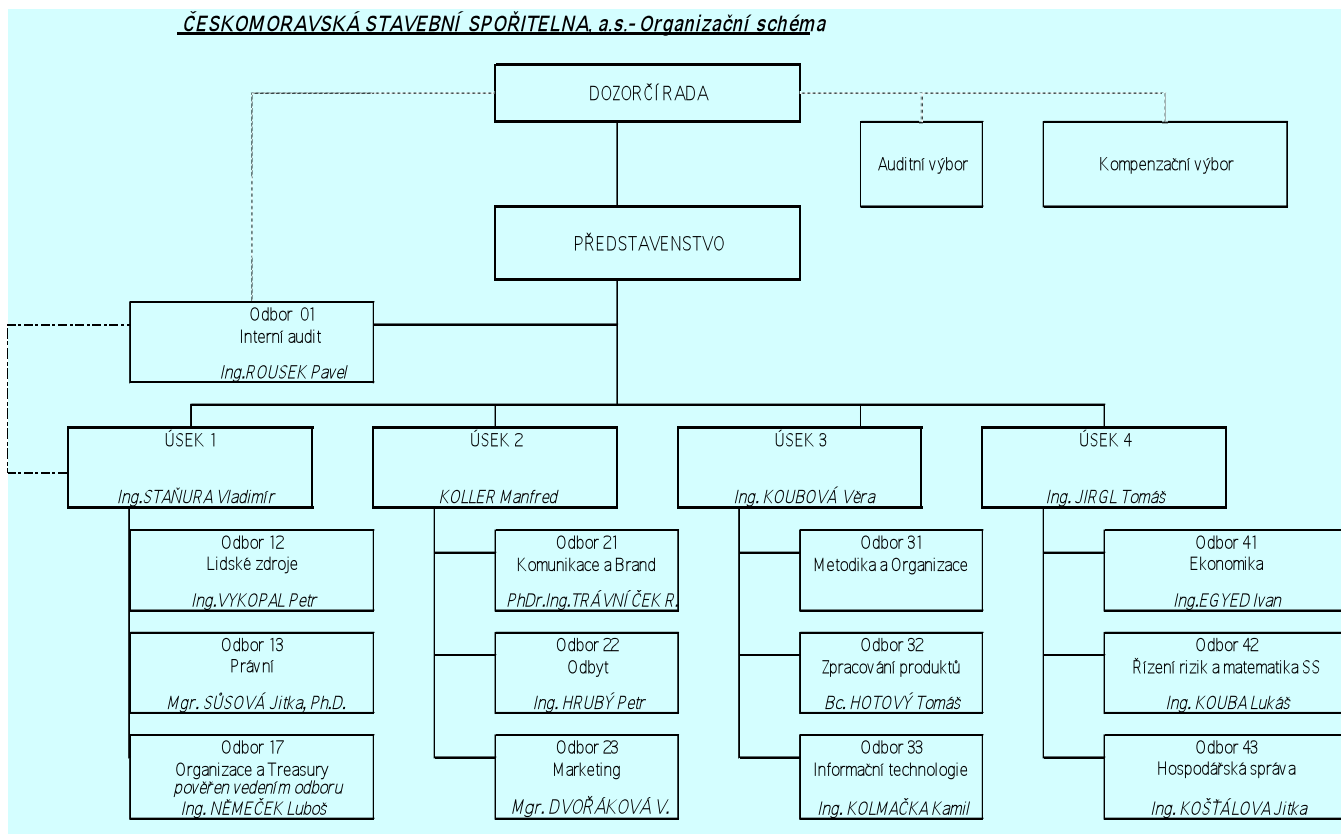 ČESKOMORAVSKÁ STAVEBNÍ SPOŘITELNA, a.s.- Organizační schéma
DOZORČÍ RADA
Auditní výbor
Kompenzační výbor
PŘEDSTAVENSTVO
Odbor 01
Interní audit
Ing.ROUSEK Pavel
ÚSEK 1
Ing.STAŇURA Vladimír
ÚSEK 2
KOLLER Manfred
ÚSEK 3
Ing. KOUBOVÁ Věra
ÚSEK 4
Ing. JIRGL Tomáš
Odbor 12
Lidské zdroje
Ing.VYKOPAL Petr
Odbor 21
Komunikace a Brand
PhDr.Ing.TRÁVNÍČEK R.
Odbor 31
Metodika a Organizace
Odbor 41
Ekonomika
Ing.EGYED Ivan
Odbor 13
Právní
Mgr. SŮSOVÁ Jitka, Ph.D.
Odbor 22
Odbyt
Ing. HRUBÝ Petr
Odbor 32
Zpracování produktů
Bc. HOTOVÝ Tomáš
Odbor 42
Řízení rizik a matematika SS
Ing. KOUBA Lukáš
Odbor 17
Organizace a Treasury
pověřen vedením odboru
Ing. NĚMEČEK Luboš
Odbor 23
Marketing
Mgr. DVOŘÁKOVÁ V.
Odbor 33
Informační technologie
Ing. KOLMAČKA Kamil
Odbor 43
Hospodářská správa
Ing. KOŠŤÁLOVA Jitka